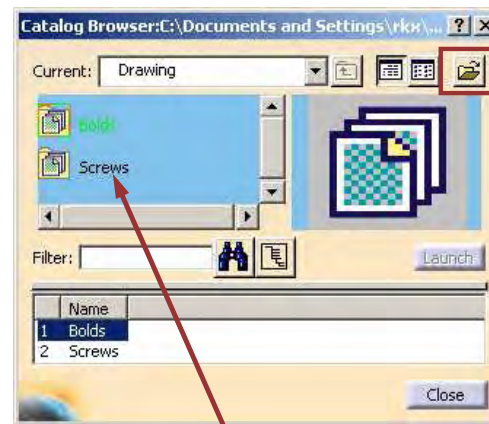 Catalog Browser:C:\Documents and Settings\rkx\... ? X
Current: Drawing
Bolds
Screws
Filter:
Launch
Name
1 Bolds
2 Screws
Close